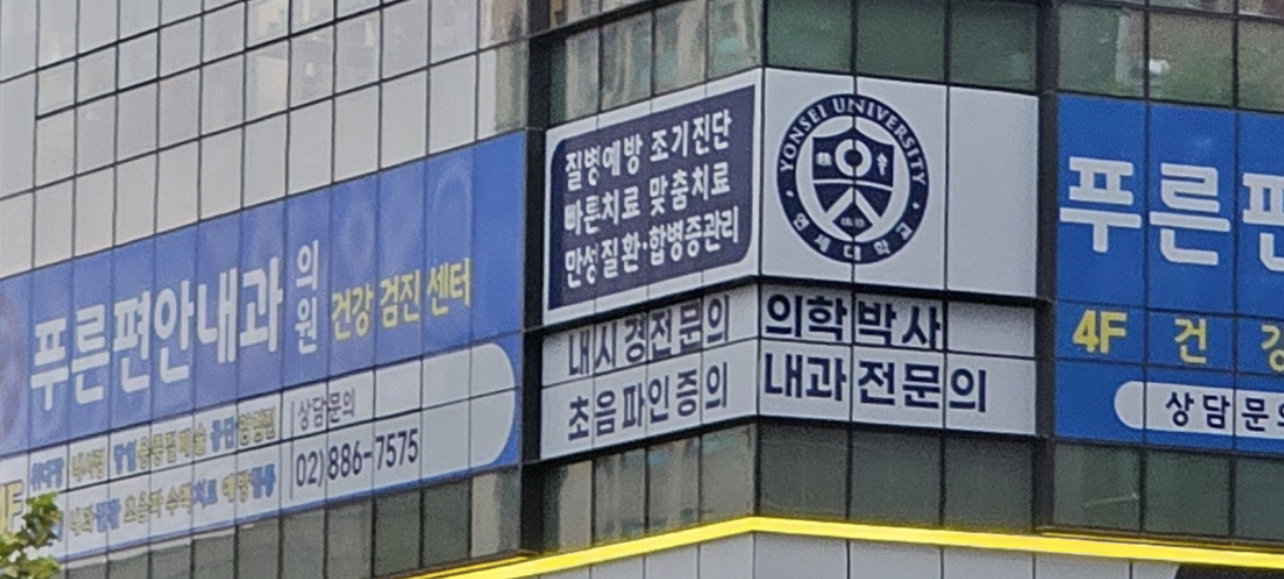 푸른편안내과의원 건강 검진 센터
상담문의
02)886-7575
질병예방 조기진단
빠른치료 맞춤치료
만성질환·합병증관리
내시경전문의
초음파인증의
YONSEI UNIVERSITY
연세대학교
의학박사
내과전문의
푸른
4F 건
상담문의